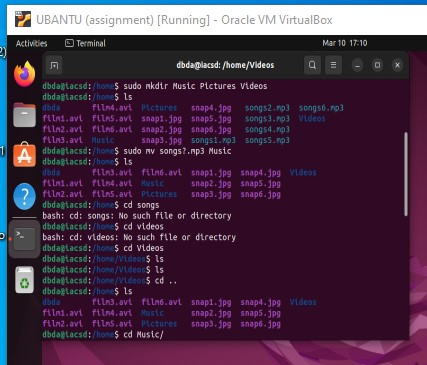 UBANTU (assignment) [Running] - Oracle VM VirtualBox
Activities Terminal Mar 10 17:10
dbda@iacsd: /home/Videos
dbda@iacsd:/home$ sudo mkdir Music Pictures Videos
dbda@iacsd:/home$ ls
dbda film4.avi Pictures snap4.jpg songs2.mp3 songs6.mp3
film1.avi film5.avi snap1.jpg snap5.jpg songs3.mp3 Videos
film2.avi film6.avi snap2.jpg snap6.jpg songs4.mp3
film3.avi Music snap3.jpg songs1.mp3 songs5.mp3
dbda@iacsd:/home$ sudo mv songs?.mp3 Music
dbda@iacsd:/home$ ls
dbda film3.avi film6.avi snap1.jpg snap4.jpg Videos
film1.avi film4.avi Music snap2.jpg snap5.jpg
film2.avi film5.avi Pictures snap3.jpg snap6.jpg
dbda@iacsd:/home$ cd songs
bash: cd: songs: No such file or directory
dbda@iacsd:/home$ cd videos
bash: cd: videos: No such file or directory
dbda@iacsd:/home$ cd Videos
dbda@iacsd:/home/Videos$ ls
dbda@iacsd:/home/Videos$ ls
dbda@iacsd:/home/Videos$ cd ..
dbda@iacsd:/home$ ls
dbda film3.avi film6.avi snap1.jpg snap4.jpg Videos
film1.avi film4.avi Music snap2.jpg snap5.jpg
film2.avi film5.avi Pictures snap3.jpg snap6.jpg
dbda@iacsd:/home$ cd Music/